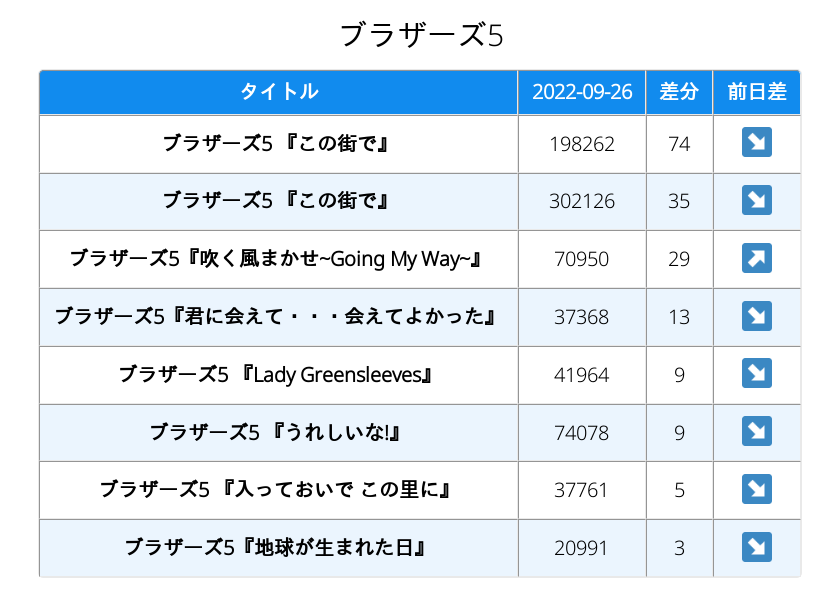 ブラザーズ5
タイトル 2022-09-26 差分 前日差
ブラザーズ5 『この街で』 198262 74 ↘
ブラザーズ5 『この街で』 302126 35 ↘
ブラザーズ5『吹く風まかせ~Going My Way~』 70950 29 ↗
ブラザーズ5『君に会えて・・・会えてよかった』 37368 13 ↘
ブラザーズ5 『Lady Greensleeves』 41964 9 ↘
ブラザーズ5 『うれしいな!』 74078 9 ↘
ブラザーズ5 『入っておいで この里に』 37761 5 ↘
ブラザーズ5『地球が生まれた日』 20991 3 ↘